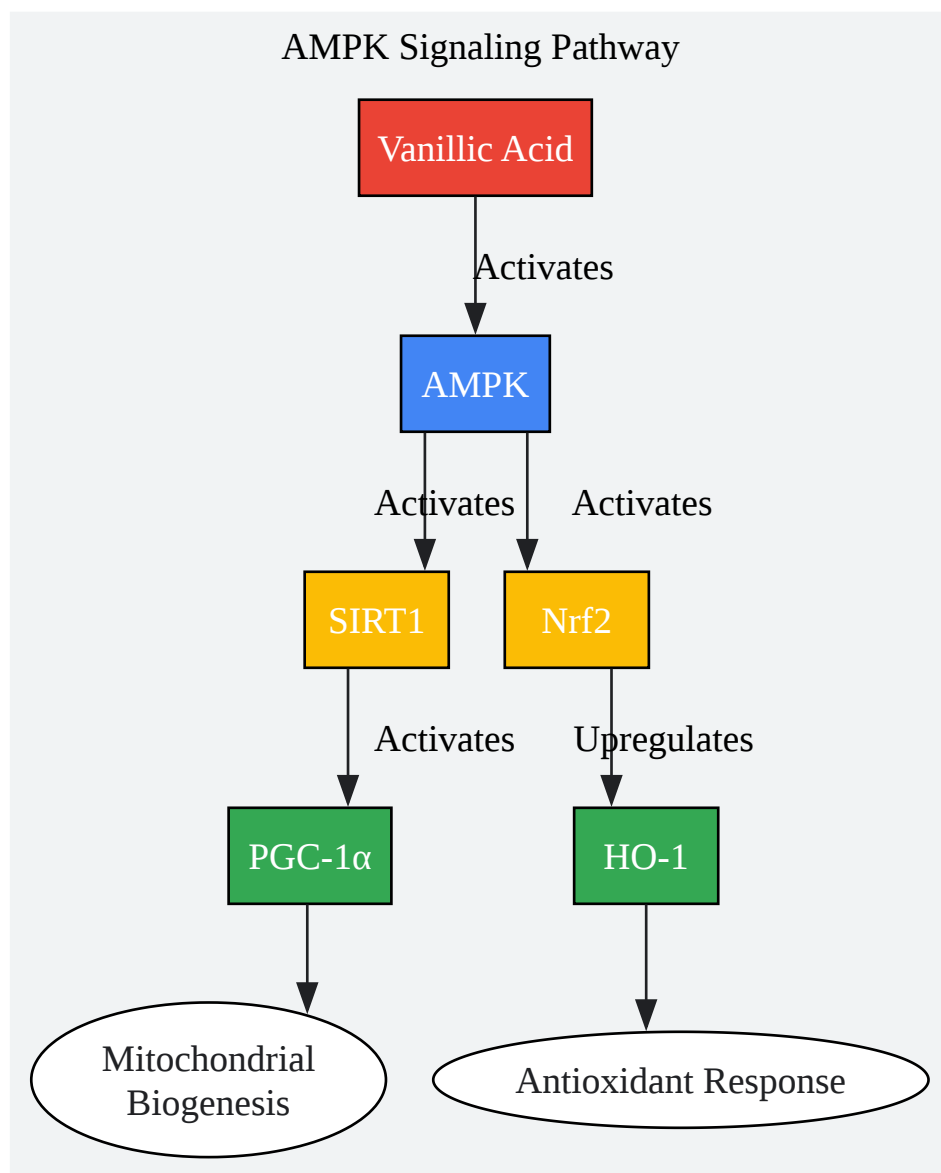 AMPK Signaling Pathway
Vanillic Acid
Activates
AMPK
Activates
Activates
SIRT1
Nrf2
Activates
Upregulates
PGC-1α
HO-1
Mitochondrial
Biogenesis
Antioxidant Response